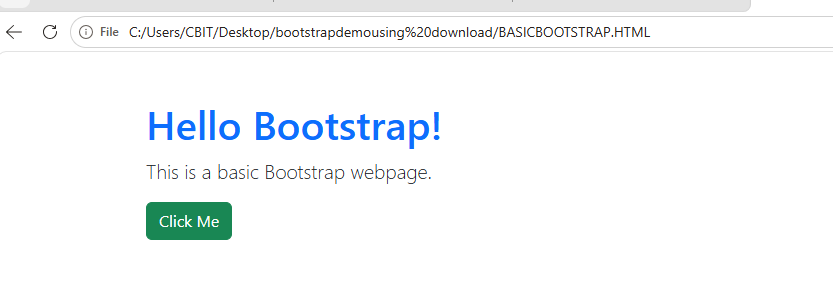 File C:/Users/CBIT/Desktop/bootstrapdemousing%20download/BASICBOOTSTRAP.HTML
Hello Bootstrap!
This is a basic Bootstrap webpage.
Click Me